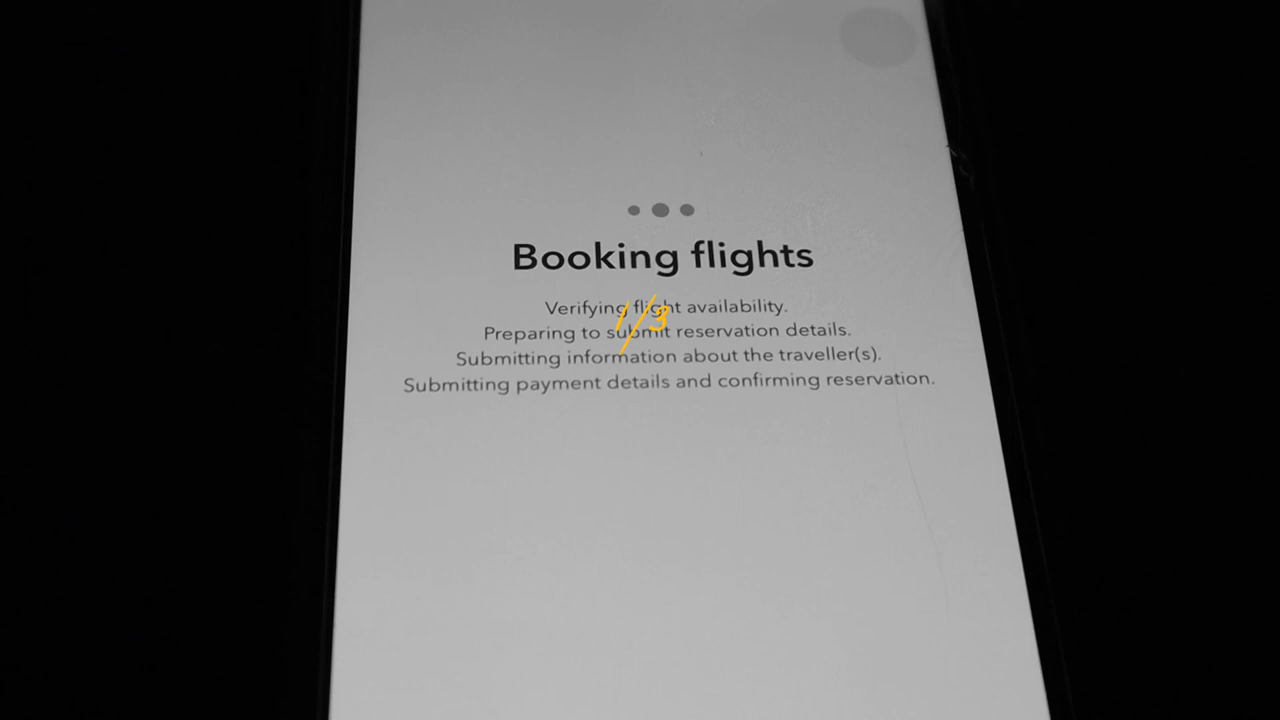 Booking flights
Verifying flight availability.
1/3
Preparing to submit reservation details.
Submitting information about the traveller(s).
Submitting payment details and confirming reservation.